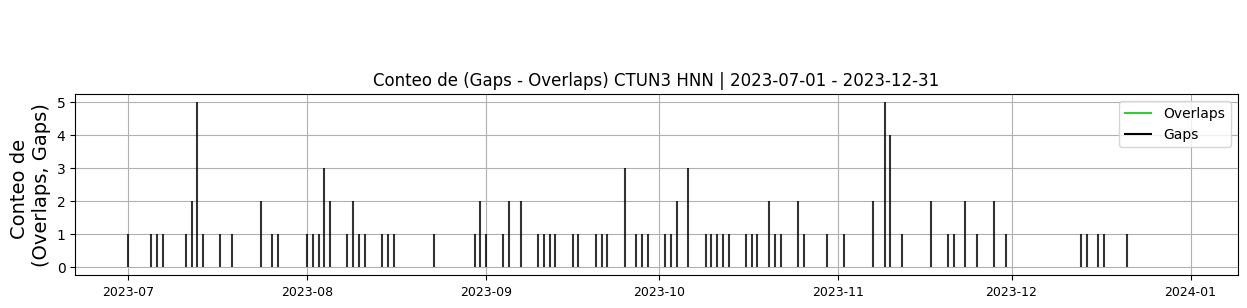 Conteo de (Gaps - Overlaps) CTUN3 HNN | 2023-07-01 - 2023-12-31
Conteo de
(Overlaps, Gaps)
5
4
3
2
1
0
Overlaps
Gaps
2023-07
2023-08
2023-09
2023-10
2023-11
2023-12
2024-01